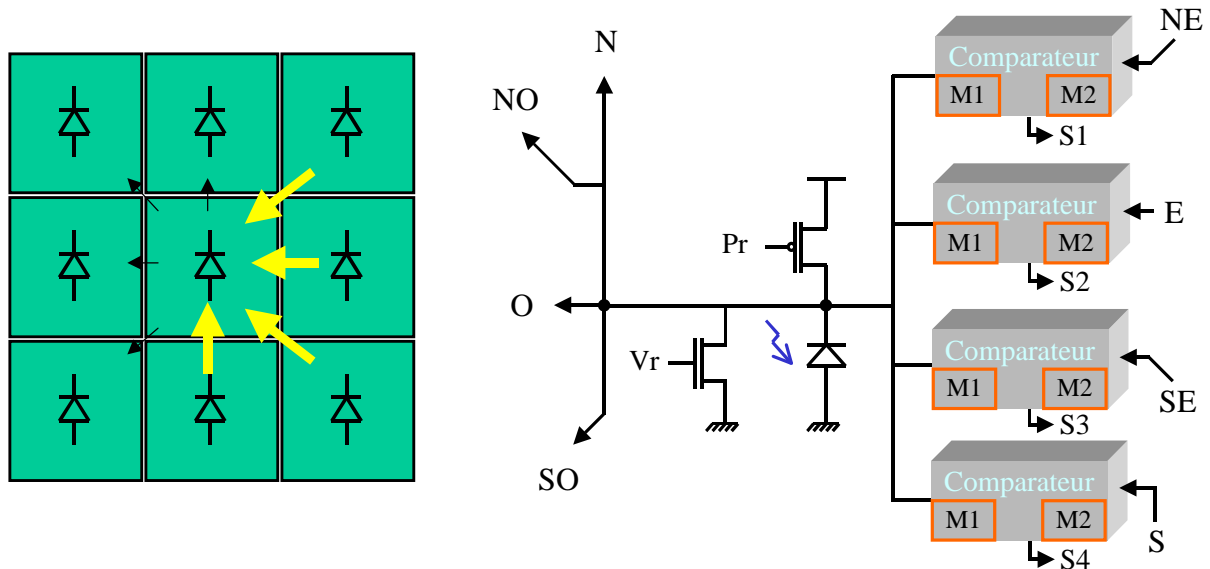 N
NO
O
SO
Pr
Vr
Comparateur
M1 M2
NE
S1
Comparateur
M1 M2
E
S2
Comparateur
M1 M2
SE
S3
Comparateur
M1 M2
S
S4